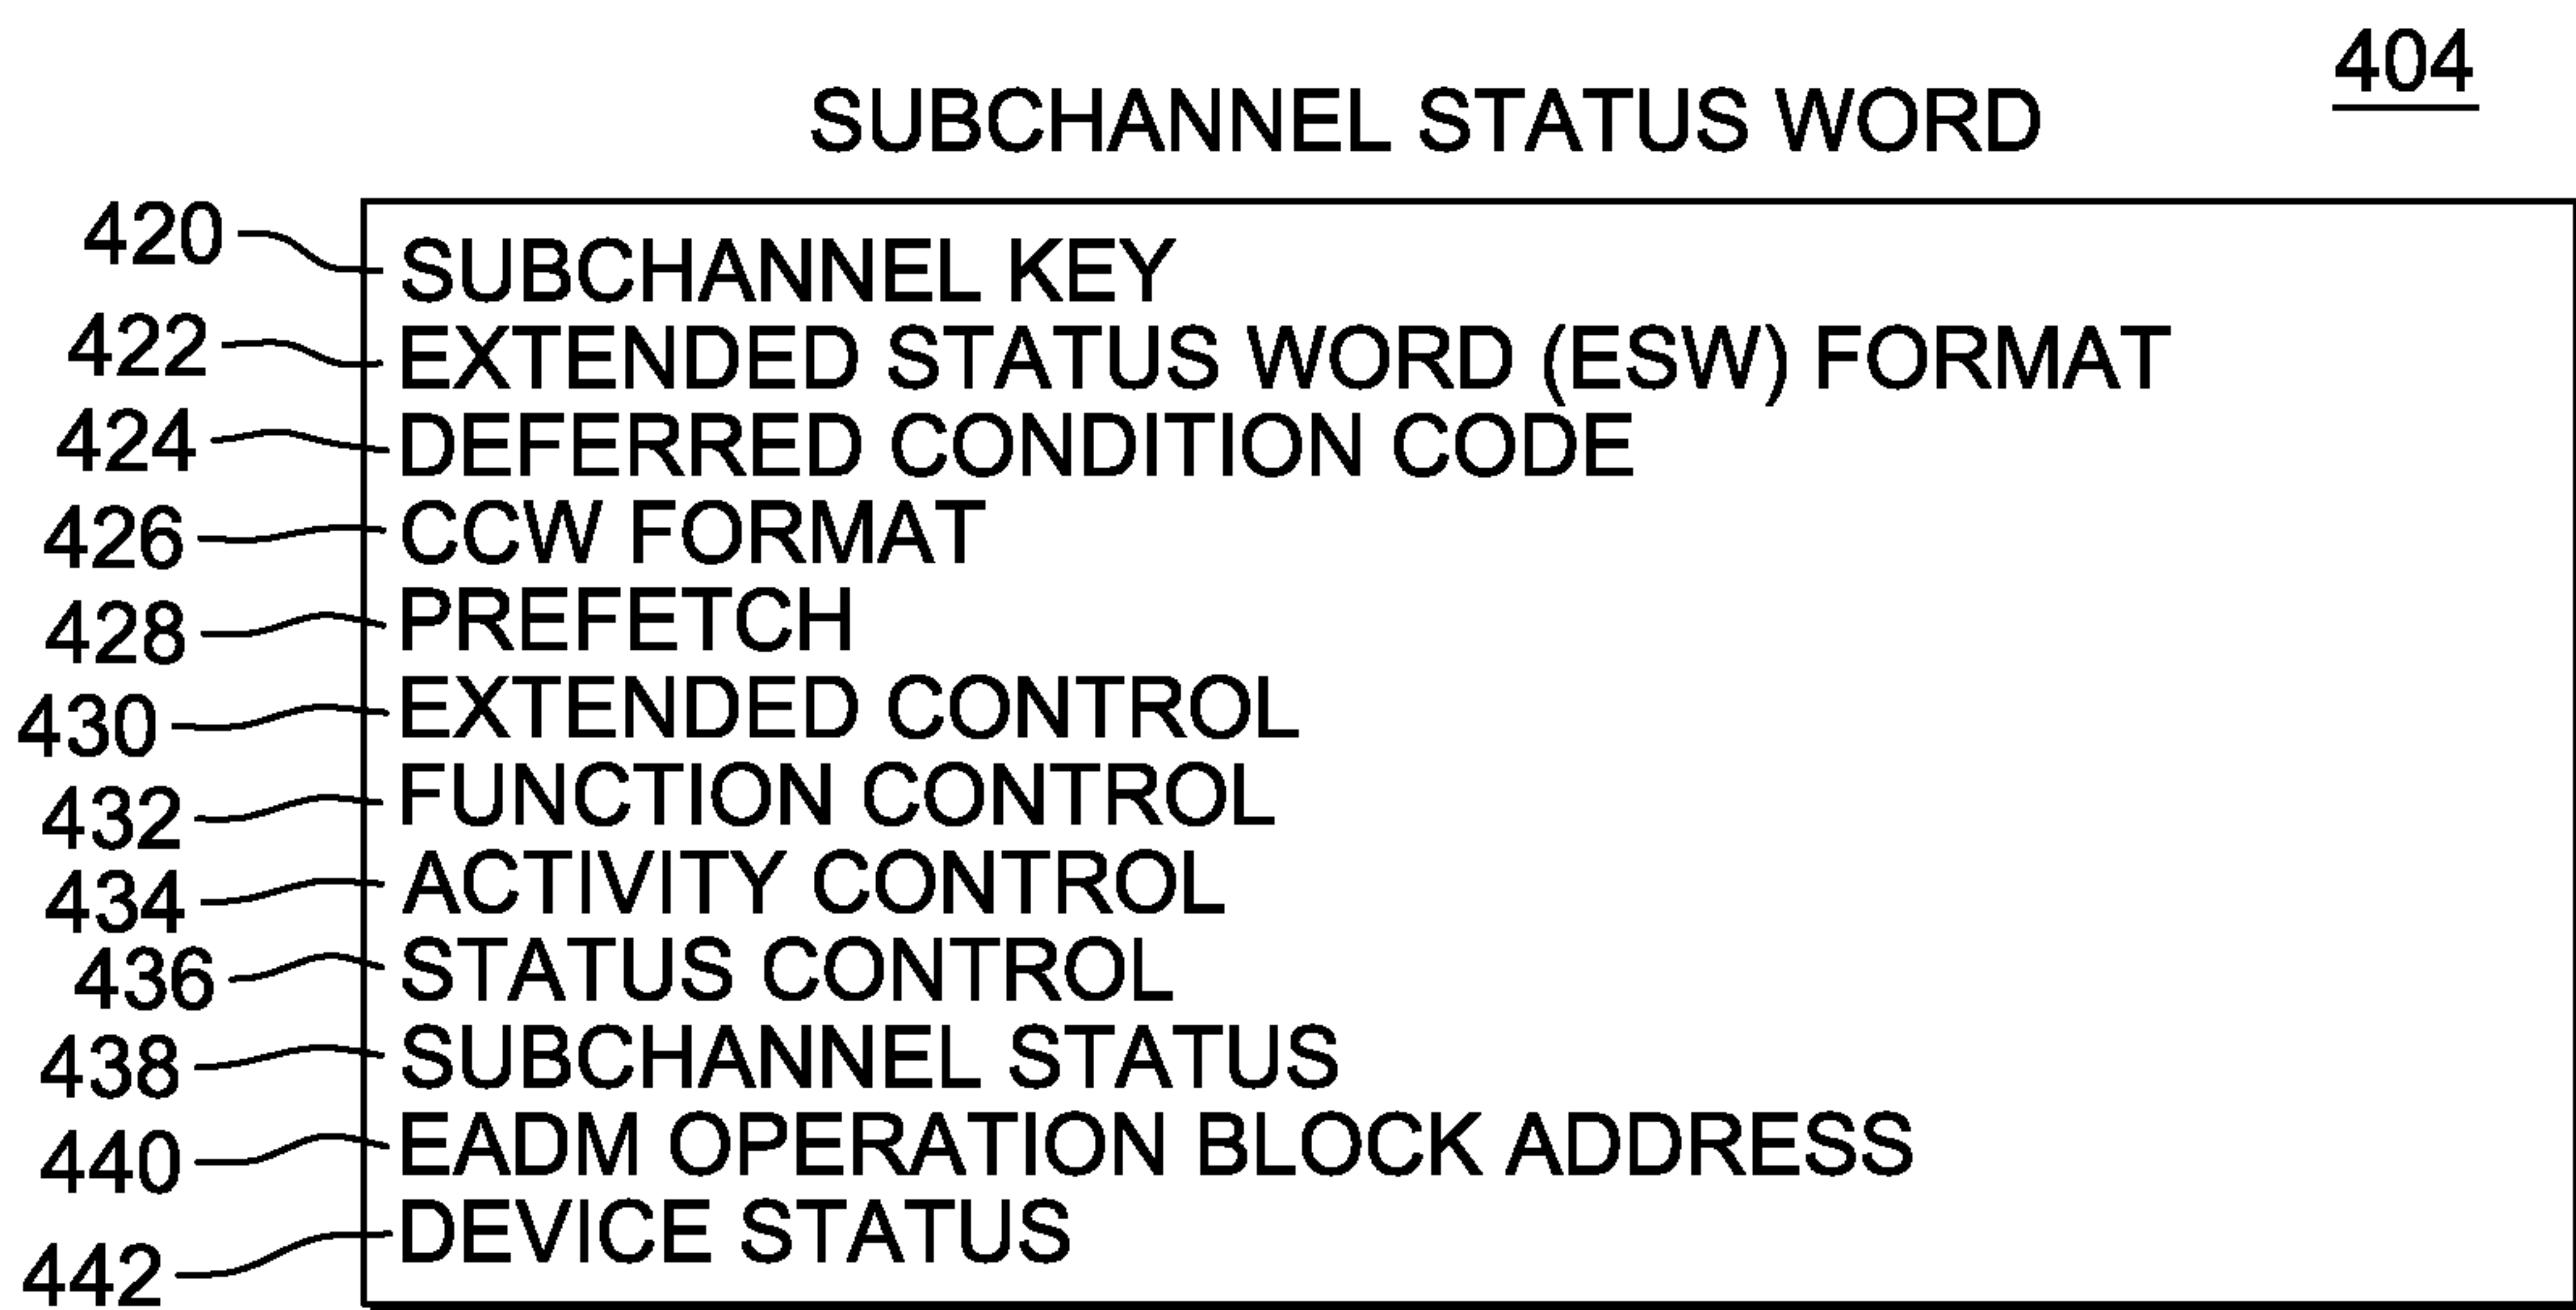 404
SUBCHANNEL STATUS WORD
420 SUBCHANNEL KEY
422 EXTENDED STATUS WORD (ESW) FORMAT
424 DEFERRED CONDITION CODE
426 CCW FORMAT
428 PREFETCH
430 EXTENDED CONTROL
432 FUNCTION CONTROL
434 ACTIVITY CONTROL
436 STATUS CONTROL
438 SUBCHANNEL STATUS
440 EADM OPERATION BLOCK ADDRESS
442 DEVICE STATUS